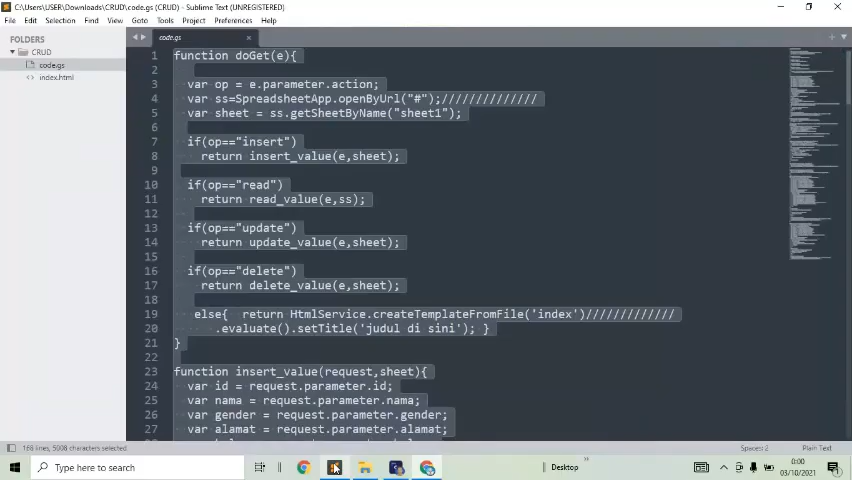 C:\Users\USER\Downloads\CRUD\code.gs (CRUD) - Sublime Text (UNREGISTERED)
File Edit Selection Find View Goto Tools Project Preferences Help
FOLDERS
CRUD
code.gs
index.html
code.gs
1 function doGet(e){
2
3 var op = e.parameter.action;
4 var ss=SpreadsheetApp.openByUrl("#");//////////////
5 var sheet = ss.getSheetByName("sheet1");
6
7 if(op=="insert")
8 return insert_value(e,sheet);
9
10 if(op=="read")
11 return read_value(e,ss);
12
13 if(op=="update")
14 return update_value(e,sheet);
15
16 if(op=="delete")
17 return delete_value(e,sheet);
18
19 else{ return HtmlService.createTemplateFromFile('index')/////////////
20 .evaluate().setTitle('judul di sini'); }
21 }
22
23 function insert_value(request,sheet){
24 var id = request.parameter.id;
25 var nama = request.parameter.nama;
26 var gender = request.parameter.gender;
27 var alamat = request.parameter.alamat;
168 lines, 5008 characters selected
Spaces: 2
Plain Text
Type here to search
Desktop
0:00
03/10/2021